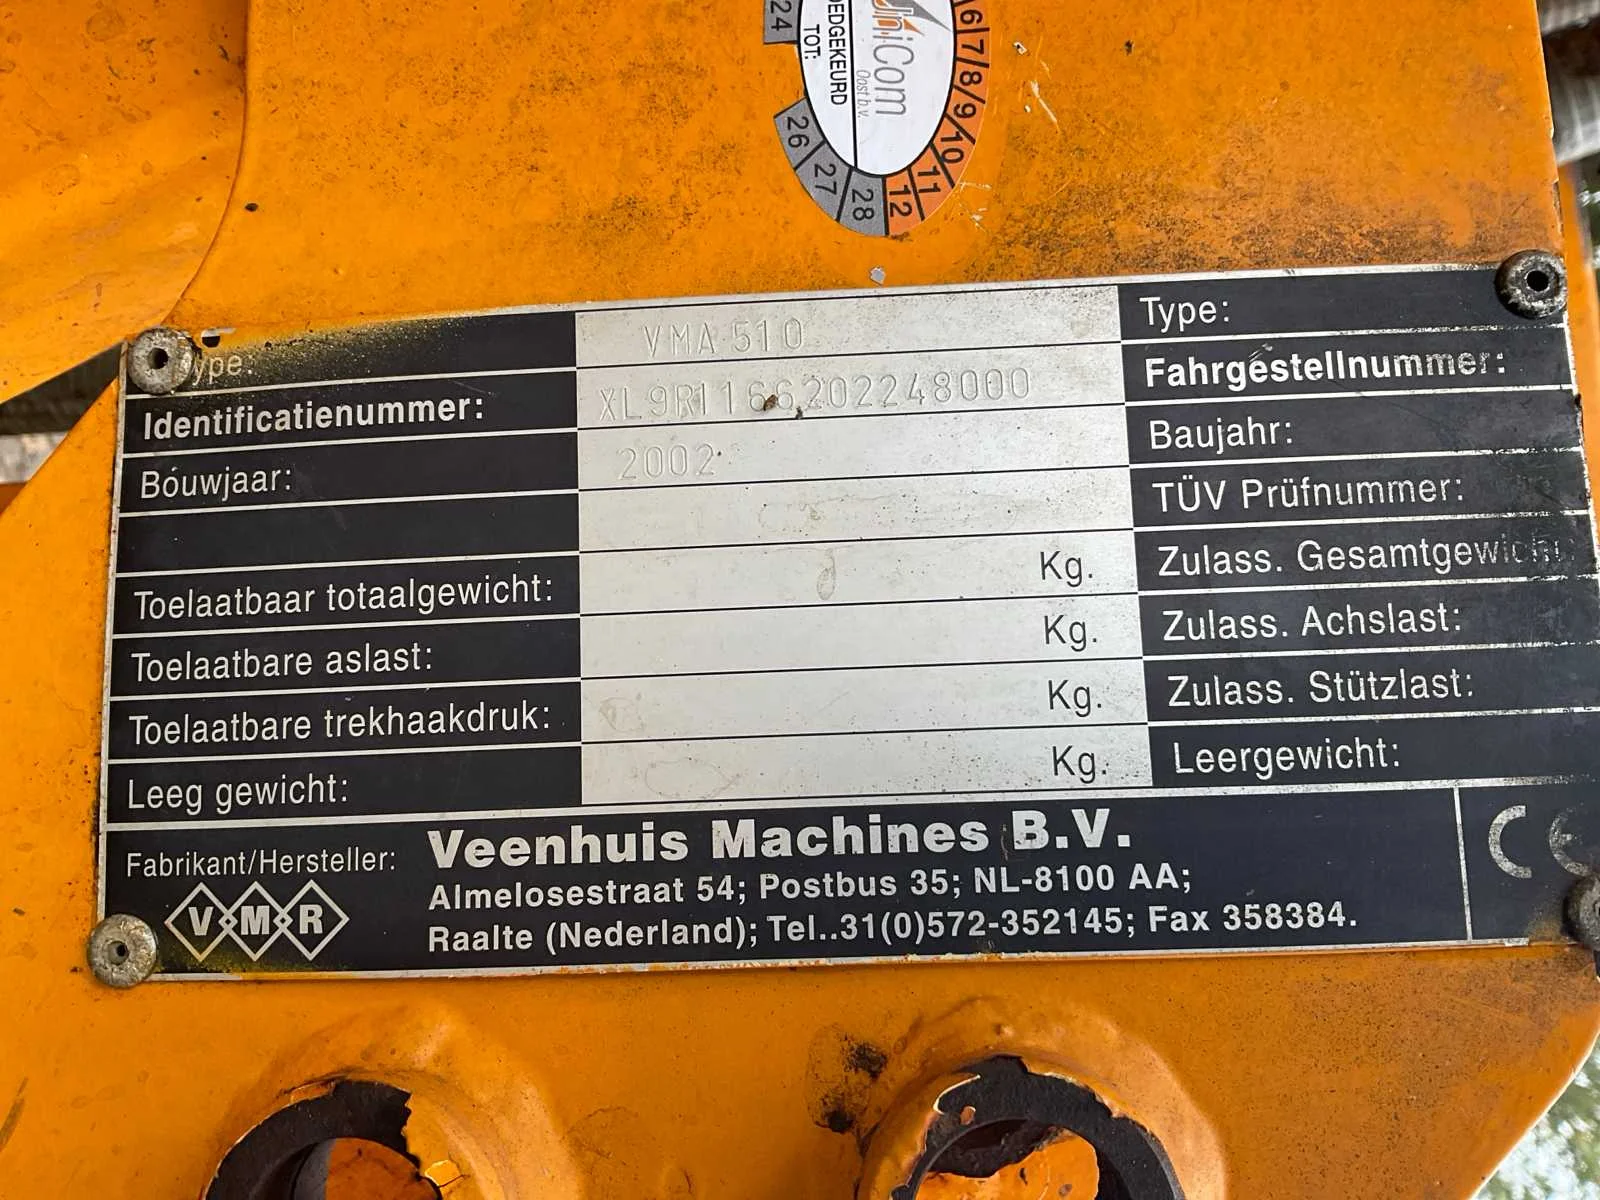 24
GOEDGEKEURD
TOT:
UniCom
Oost b.v.
26 27 28
6 7 8 9 10 11 12
Type: VMA 510 Type:
Identificatienummer: XL9R1166202248000 Fahrgestellnummer:
Bouwjaar: 2002 Baujahr:
TÜV Prüfnummer:
Toelaatbaar totaalgewicht: Kg. Zulass. Gesamtgewicht:
Toelaatbare aslast: Kg. Zulass. Achslast:
Toelaatbare trekhaakdruk: Kg. Zulass. Stützlast:
Leeg gewicht: Kg. Leergewicht:
Fabrikant/Hersteller: Veenhuis Machines B.V.
VMR Almelosestraat 54; Postbus 35; NL-8100 AA;
Raalte (Nederland); Tel..31(0)572-352145; Fax 358384.
CE